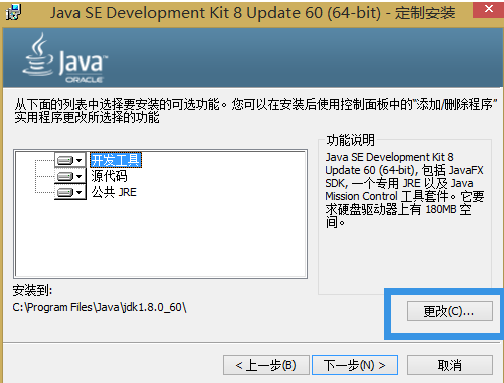 Java SE Development Kit 8 Update 60 (64-bit) - 定制安装
Java
ORACLE
从下面的列表中选择要安装的可选功能。您可以在安装后使用控制面板中的"添加/删除程序"
实用程序更改所选择的功能
开发工具
源代码
公共 JRE
功能说明
Java SE Development Kit 8
Update 60 (64-bit), 包括 JavaFX
SDK, 一个专用 JRE 以及 Java
Mission Control 工具套件。它要
求硬盘驱动器上有 180MB 空
间。
安装到:
C:\Program Files\Java\jdk1.8.0_60\
更改(C)...
< 上一步(B)
下一步(N) >
取消